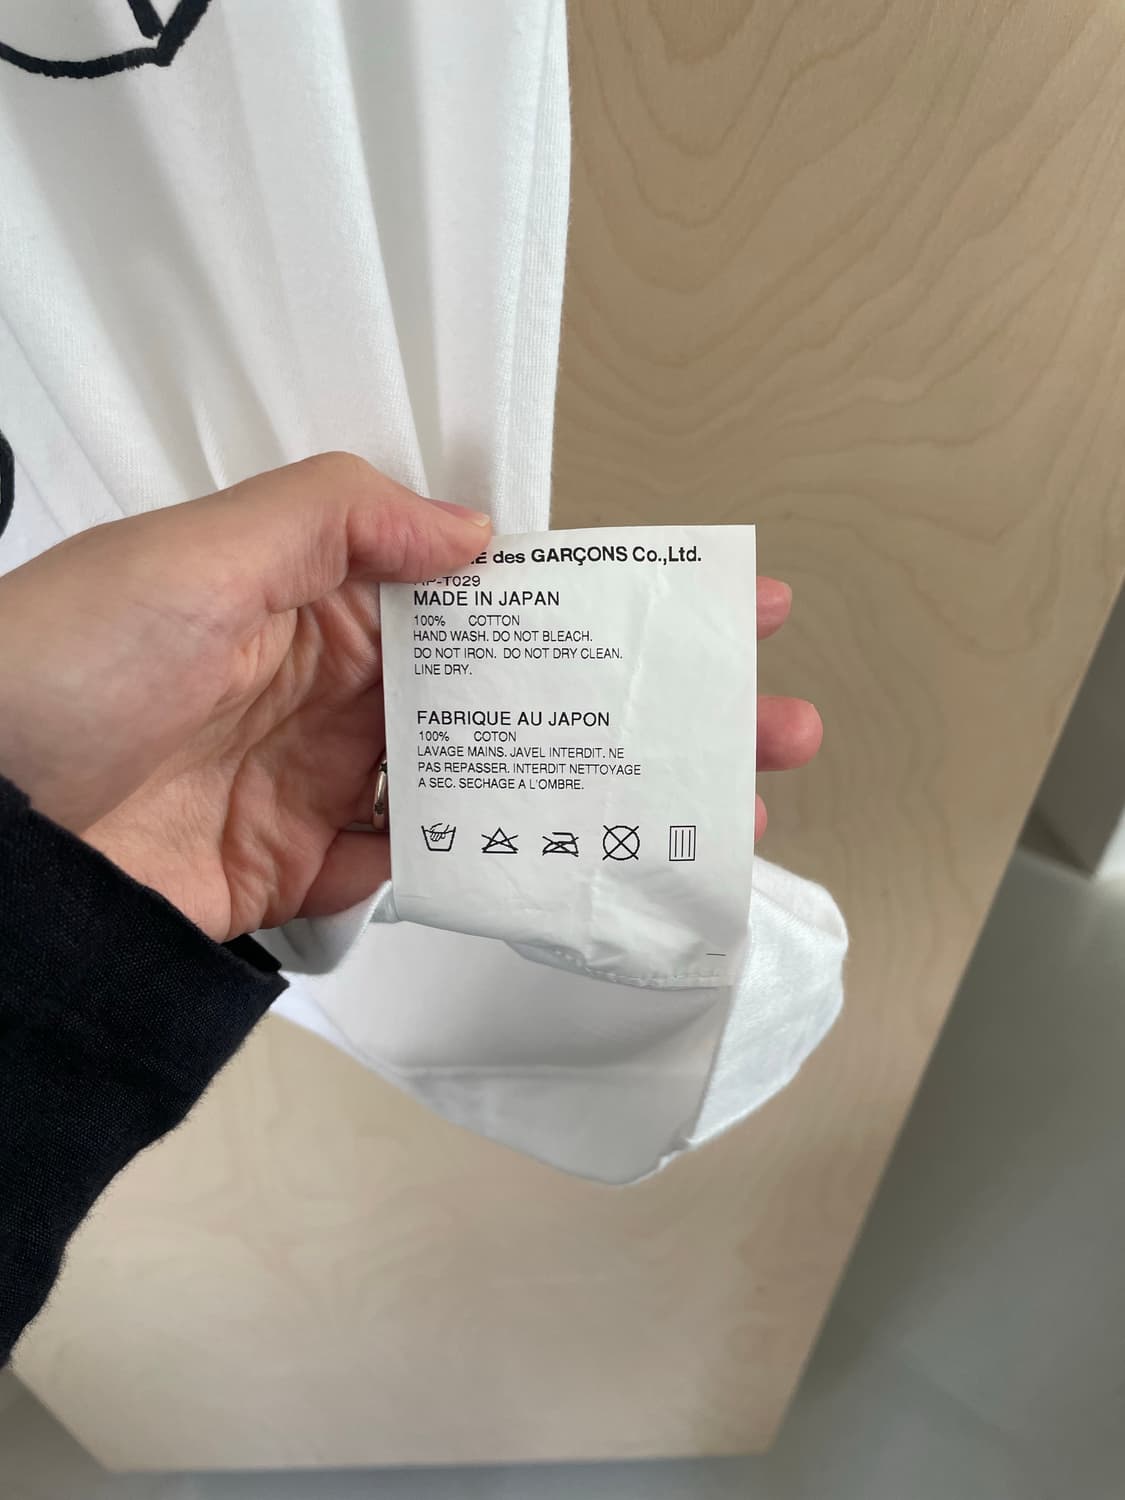 des GARÇONS Co.,Ltd.
MADE IN JAPAN
100% COTTON
HAND WASH. DO NOT BLEACH.
DO NOT IRON. DO NOT DRY CLEAN.
LINE DRY.
FABRIQUE AU JAPON
100% COTON
LAVAGE MAINS. JAVEL INTERDIT. NE
PAS REPASSER. INTERDIT NETTOYAGE
A SEC. SECHAGE A L'OMBRE.